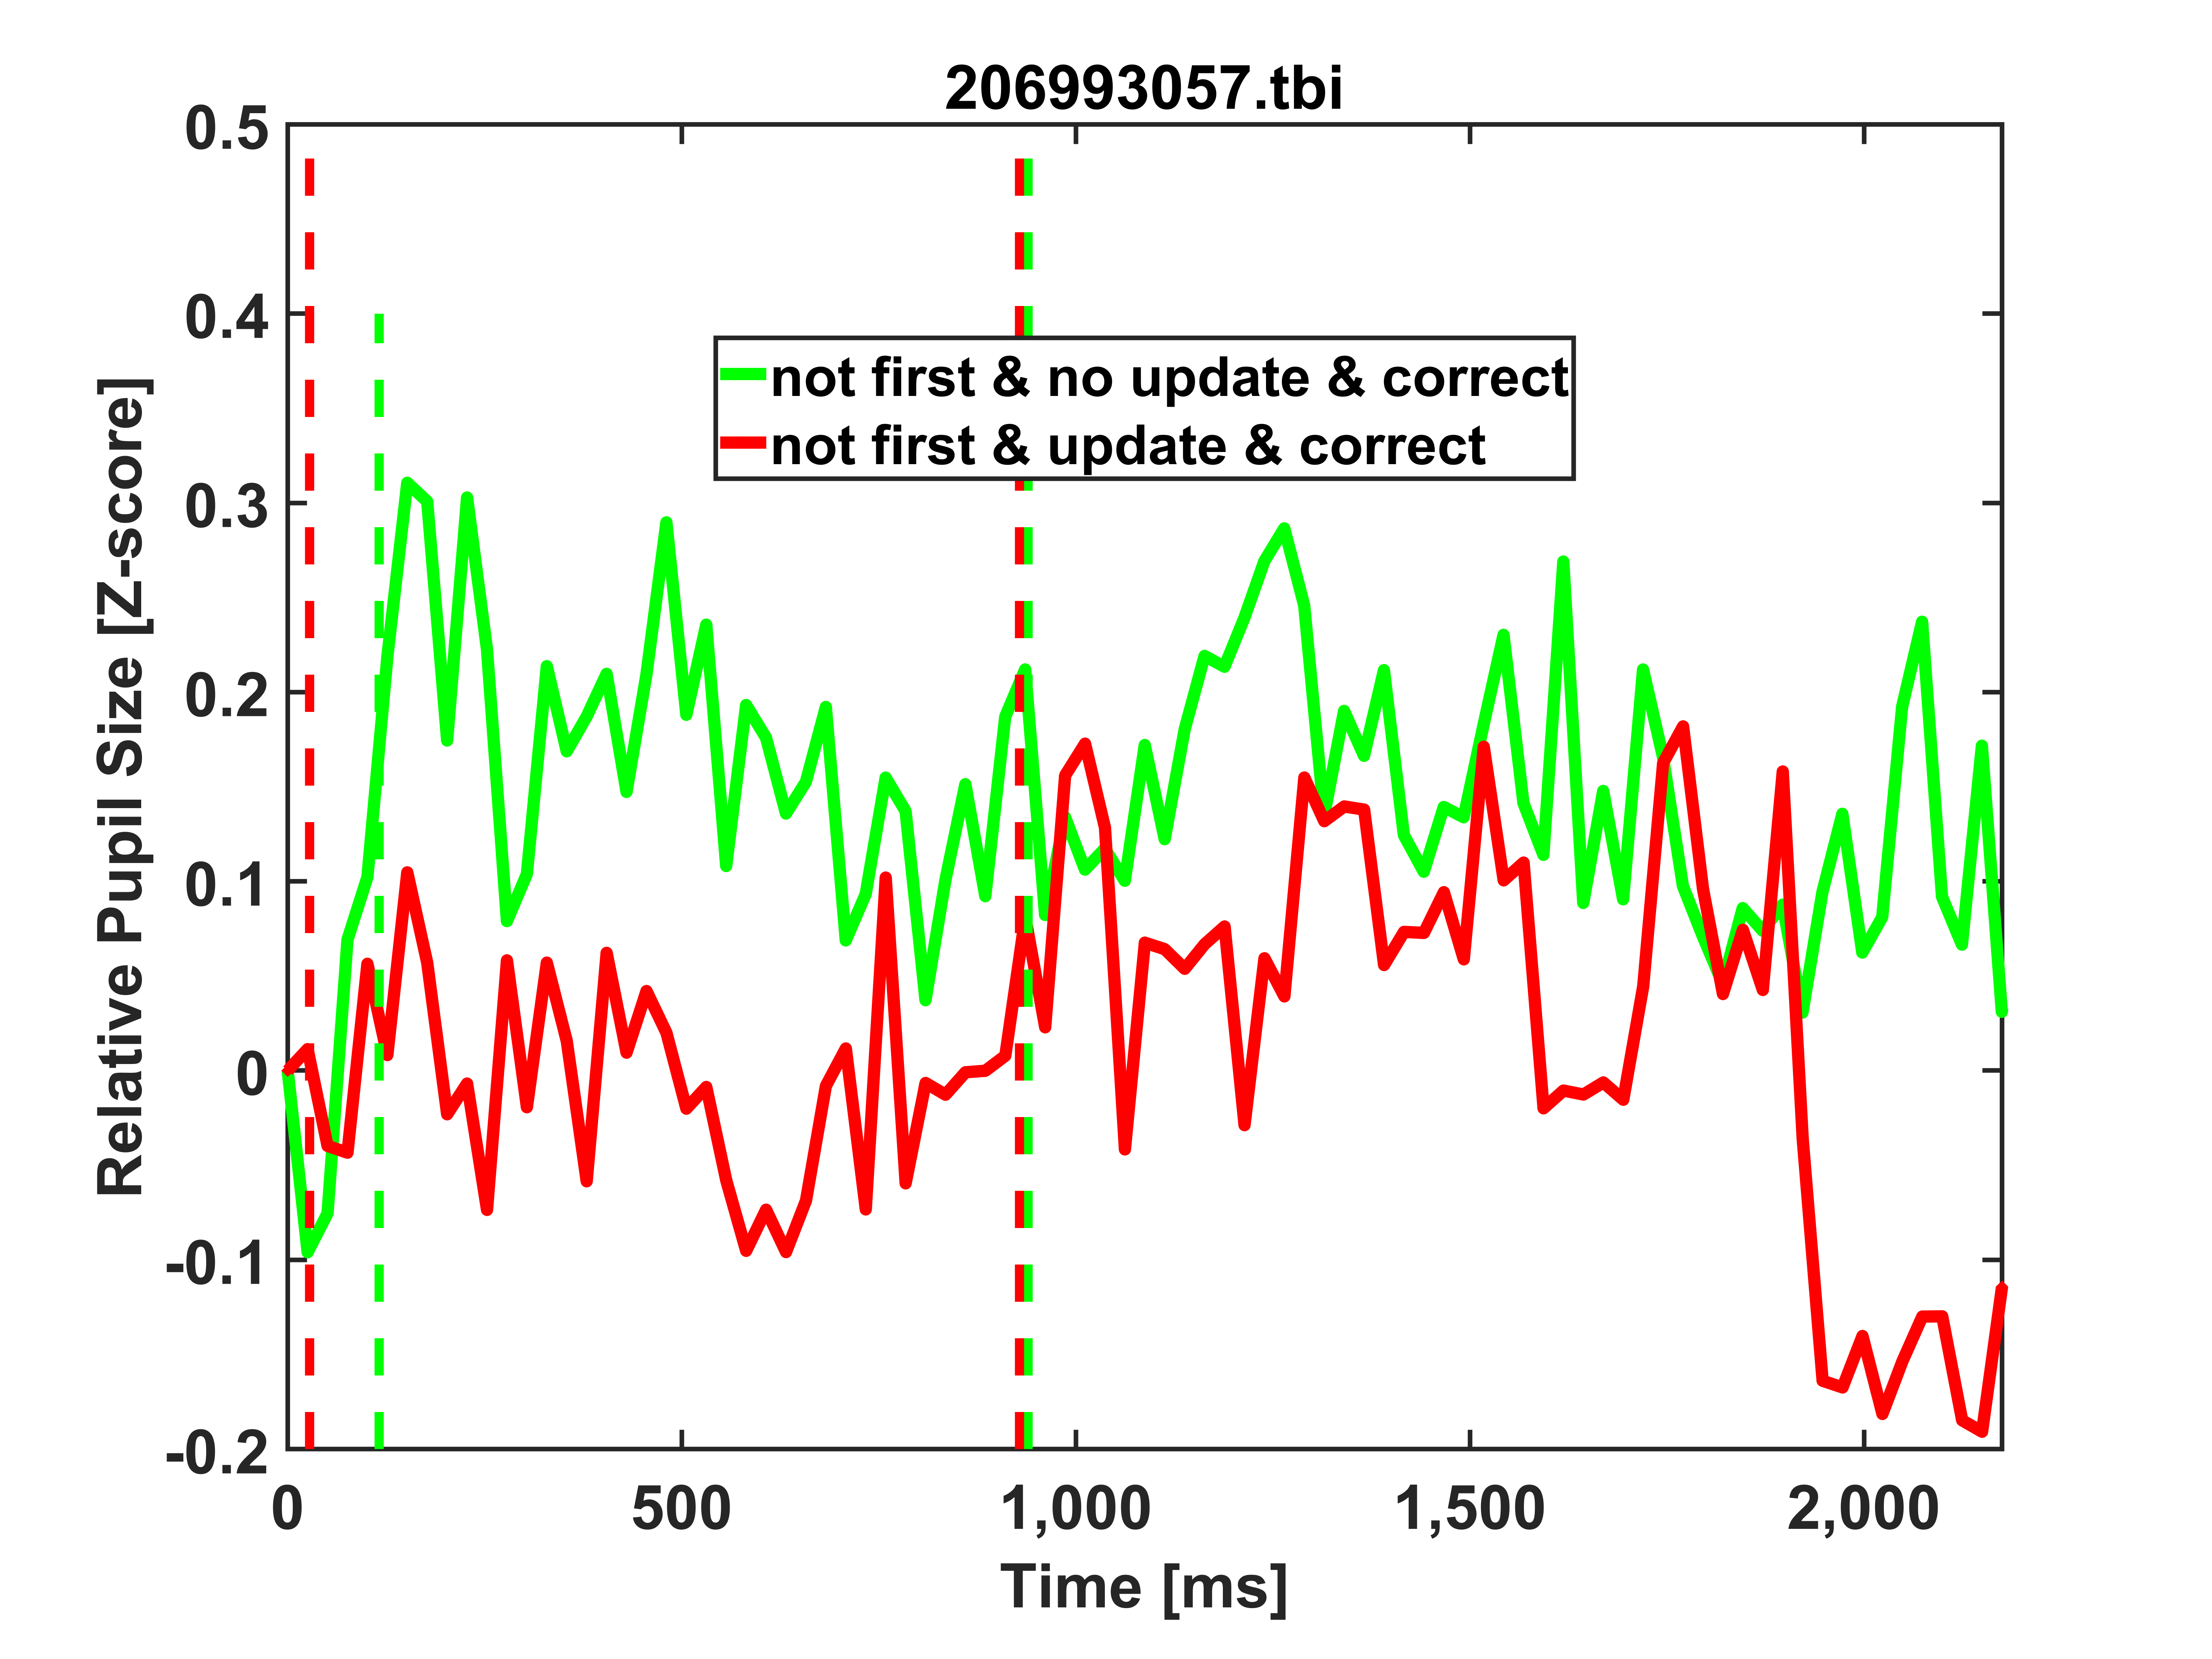 206993057.tbi
0.5
0.4
0.3
0.2
0.1
0
-0.1
-0.2
Relative Pupil Size [Z-score]
not first & no update & correct
not first & update & correct
0
500
1,000
1,500
2,000
Time [ms]